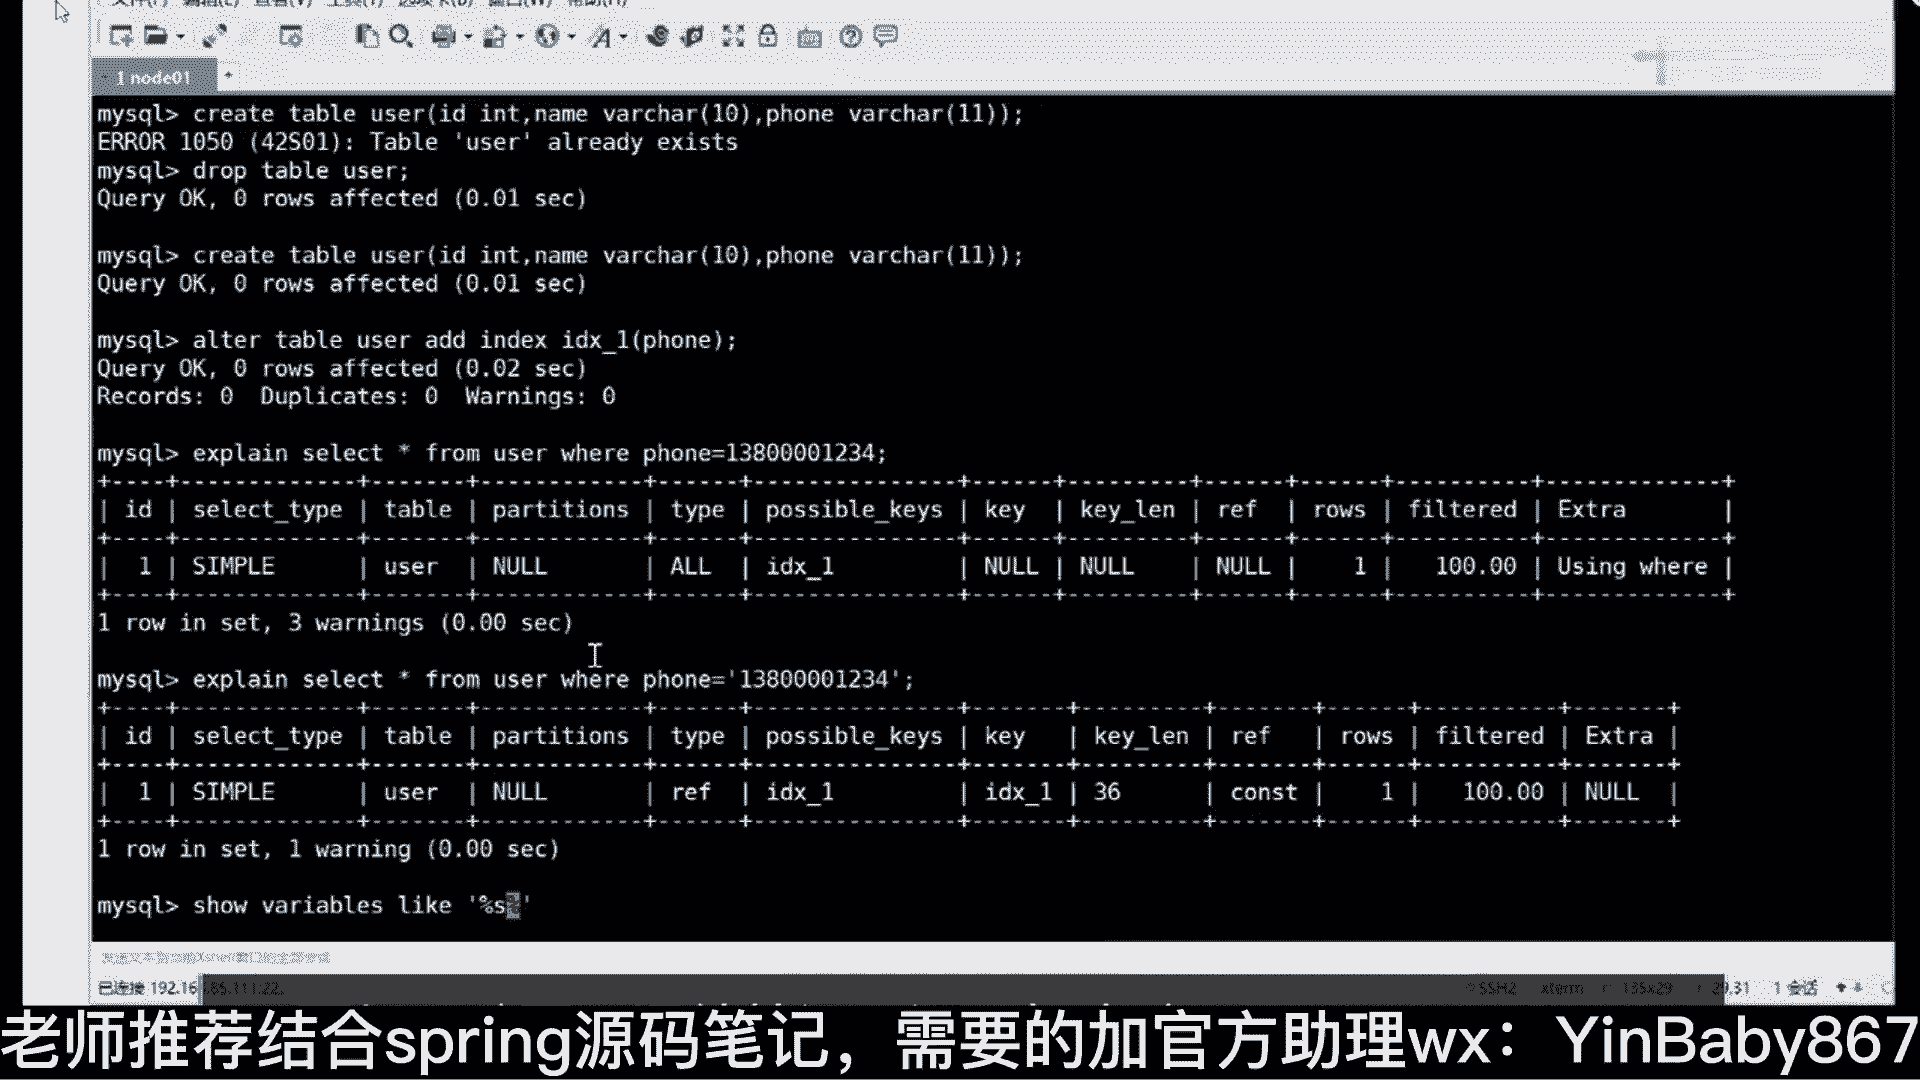 1 node01
mysql> create table user(id int,name varchar(10),phone varchar(11));
ERROR 1050 (42S01): Table 'user' already exists
mysql> drop table user;
Query OK, 0 rows affected (0.01 sec)
mysql> create table user(id int,name varchar(10),phone varchar(11));
Query OK, 0 rows affected (0.01 sec)
mysql> alter table user add index idx_1(phone);
Query OK, 0 rows affected (0.02 sec)
Records: 0  Duplicates: 0  Warnings: 0
mysql> explain select * from user where phone=13800001234;
| id | select_type | table | partitions | type | possible_keys | key | key_len | ref | rows | filtered | Extra |
| 1 | SIMPLE | user | NULL | ALL | idx_1 | NULL | NULL | NULL | 1 | 100.00 | Using where |
1 row in set, 3 warnings (0.00 sec)
mysql> explain select * from user where phone='13800001234';
| id | select_type | table | partitions | type | possible_keys | key | key_len | ref | rows | filtered | Extra |
| 1 | SIMPLE | user | NULL | ref | idx_1 | idx_1 | 36 | const | 1 | 100.00 | NULL |
1 row in set, 1 warning (0.00 sec)
mysql> show variables like '%s
已连接 192.16
SSH2 xterm 135x29 29,31 1 会话
老师推荐结合spring源码笔记，需要的加官方助理wx：YinBaby867